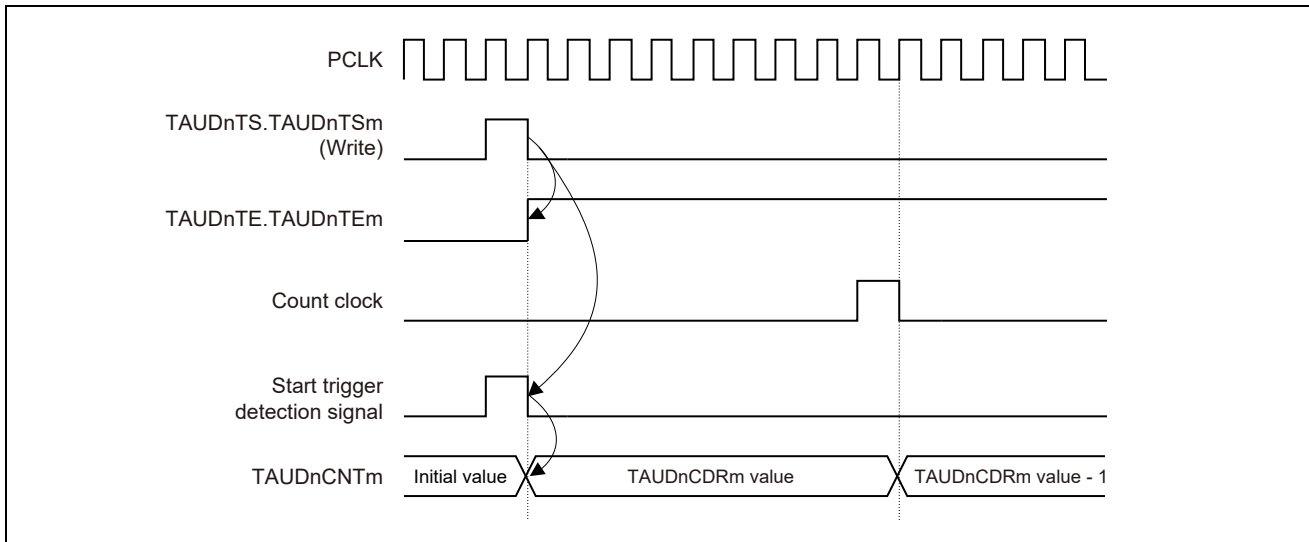 PCLK
TAUDnTS.TAUDnTSm
(Write)
TAUDnTE.TAUDnTEm
Count clock
Start trigger
detection signal
TAUDnCNTm
Initial value
TAUDnCDRm value
TAUDnCDRm value - 1